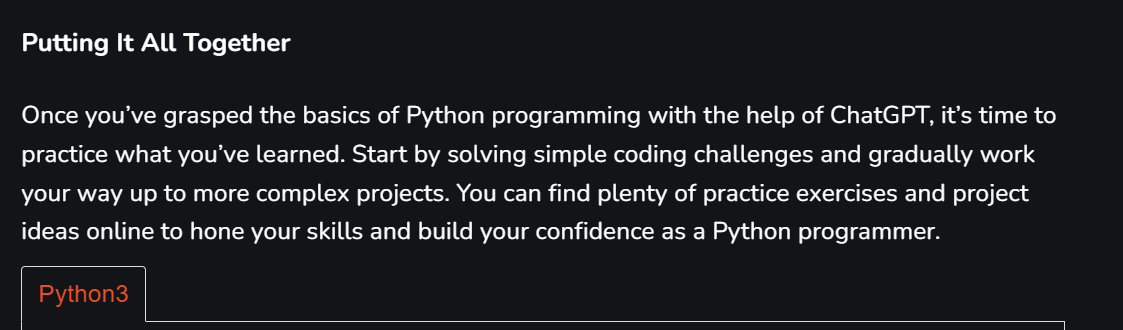 Putting It All Together
Once you’ve grasped the basics of Python programming with the help of ChatGPT, it’s time to
practice what you’ve learned. Start by solving simple coding challenges and gradually work
your way up to more complex projects. You can find plenty of practice exercises and project
ideas online to hone your skills and build your confidence as a Python programmer.
Python3